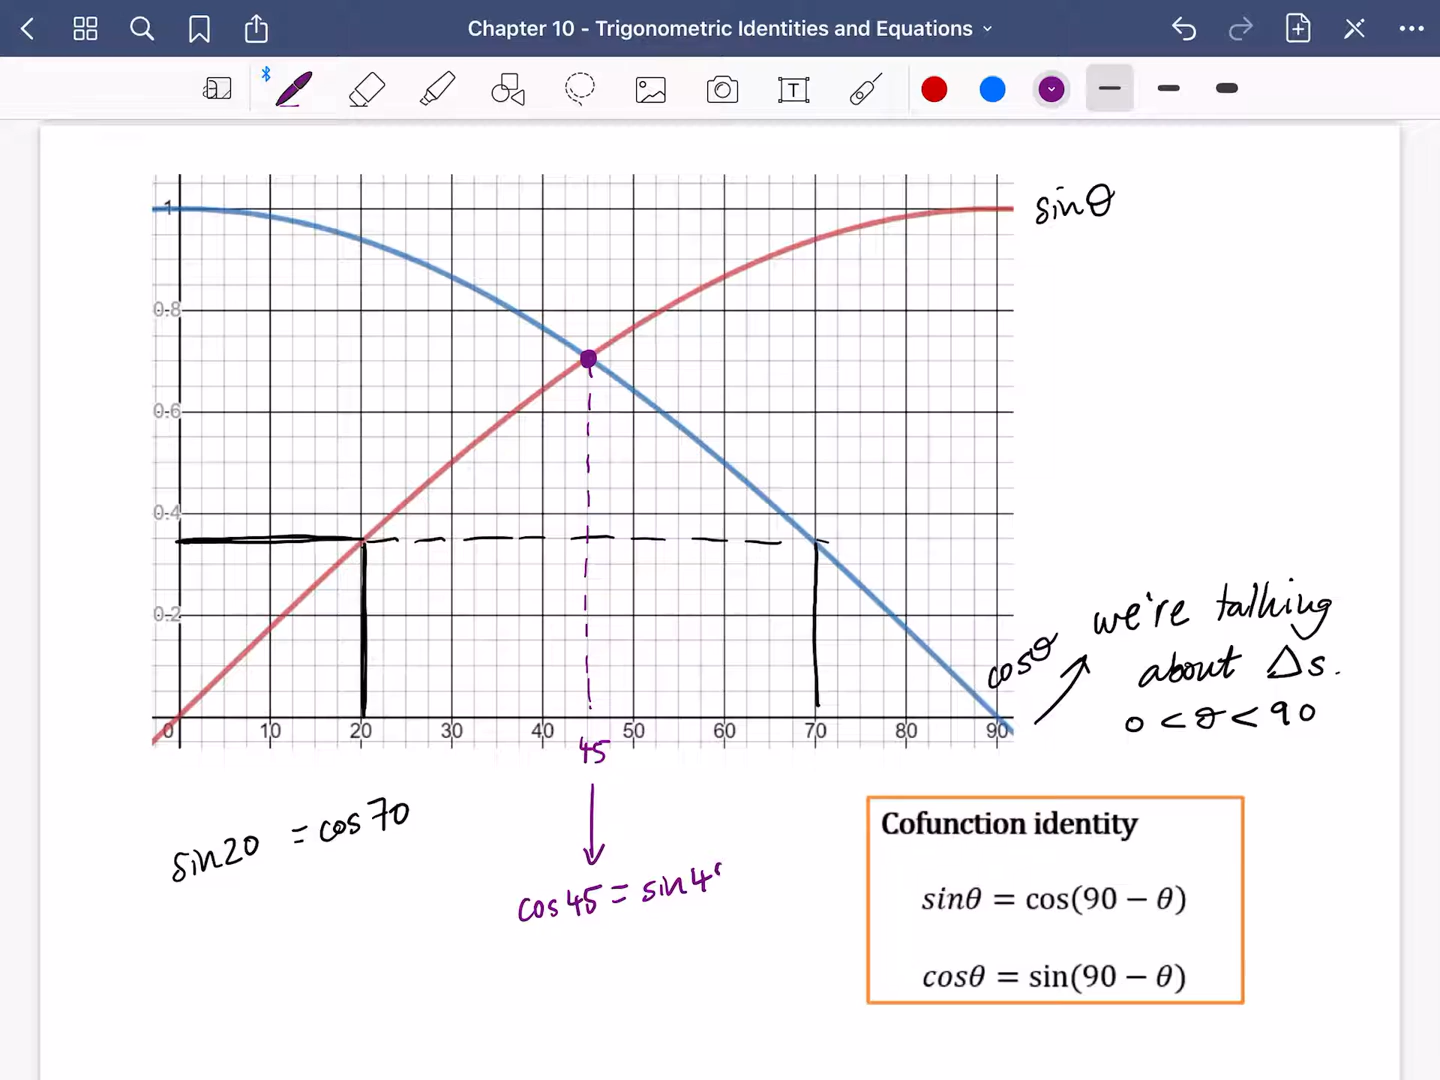 Chapter 10 - Trigonometric Identities and Equations
T
sinθ
1
0.8
0.6
0.4
0.2
0 10 20 30 40 50 60 70 80 90
45
cosθ
we're talking
about Δs.
0 < θ < 90
sin20 = cos70
cos45 = sin4
Cofunction identity
sinθ = cos(90 − θ)
cosθ = sin(90 − θ)